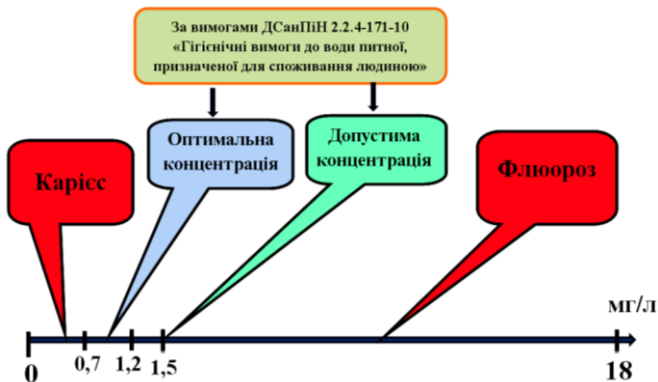 За вимогами ДСанПіН 2.2.4-171-10
«Гігієнічні вимоги до води питної,
призначеної для споживання людиною»
Карієс
Оптимальна
концентрація
Допустима
концентрація
Флюороз
мг/л
0
0,7
1,2
1,5
18